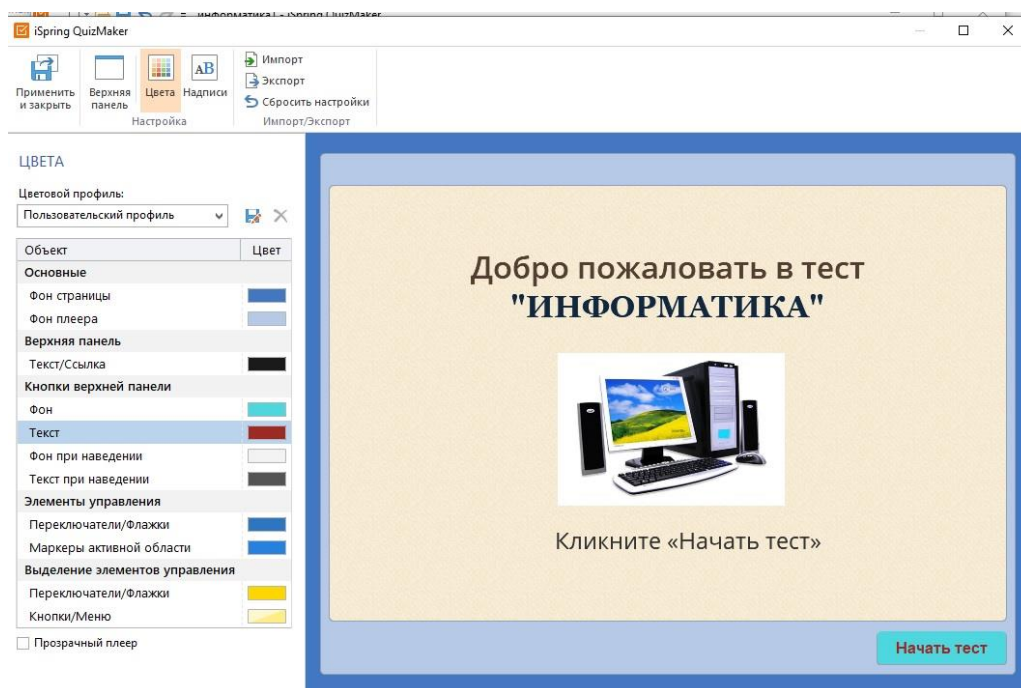 информатика1 - iSpring QuizMaker
iSpring QuizMaker
Применить и закрыть
Верхняя панель
Цвета
Надписи
Импорт
Экспорт
Сбросить настройки
Настройка
Импорт/Экспорт
ЦВЕТА
Цветовой профиль:
Пользовательский профиль
Объект Цвет
Основные
Фон страницы
Фон плеера
Верхняя панель
Текст/Ссылка
Кнопки верхней панели
Фон
Текст
Фон при наведении
Текст при наведении
Элементы управления
Переключатели/Флажки
Маркеры активной области
Выделение элементов управления
Переключатели/Флажки
Кнопки/Меню
Прозрачный плеер
Добро пожаловать в тест
"ИНФОРМАТИКА"
Кликните «Начать тест»
Начать тест